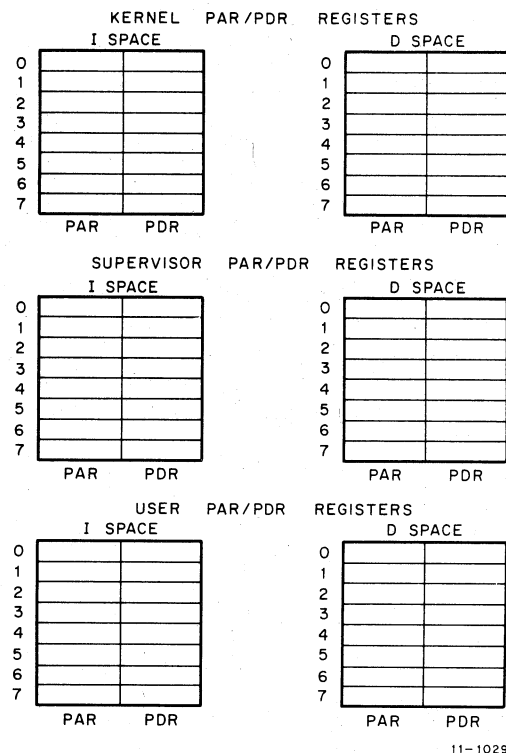 KERNEL PAR/PDR REGISTERS
I SPACE D SPACE
0 0
1 1
2 2
3 3
4 4
5 5
6 6
7 7
PAR PDR PAR PDR
SUPERVISOR PAR/PDR REGISTERS
I SPACE D SPACE
0 0
1 1
2 2
3 3
4 4
5 5
6 6
7 7
PAR PDR PAR PDR
USER PAR/PDR REGISTERS
I SPACE D SPACE
0 0
1 1
2 2
3 3
4 4
5 5
6 6
7 7
PAR PDR PAR PDR
11-1029